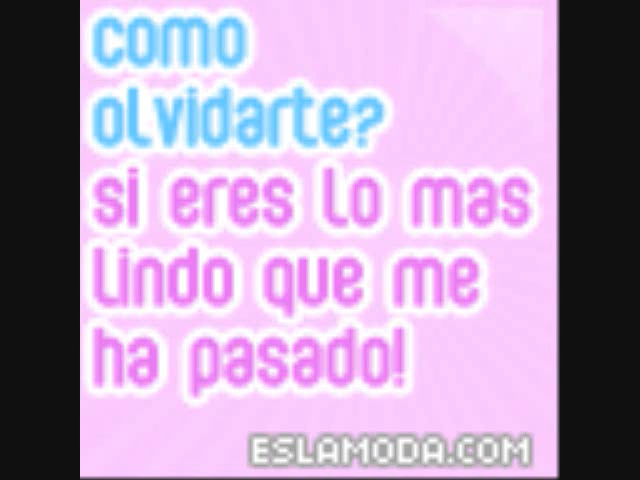 como
olvidarte?
si eres lo mas
lindo que me
ha pasado!
ESLAMODA.COM